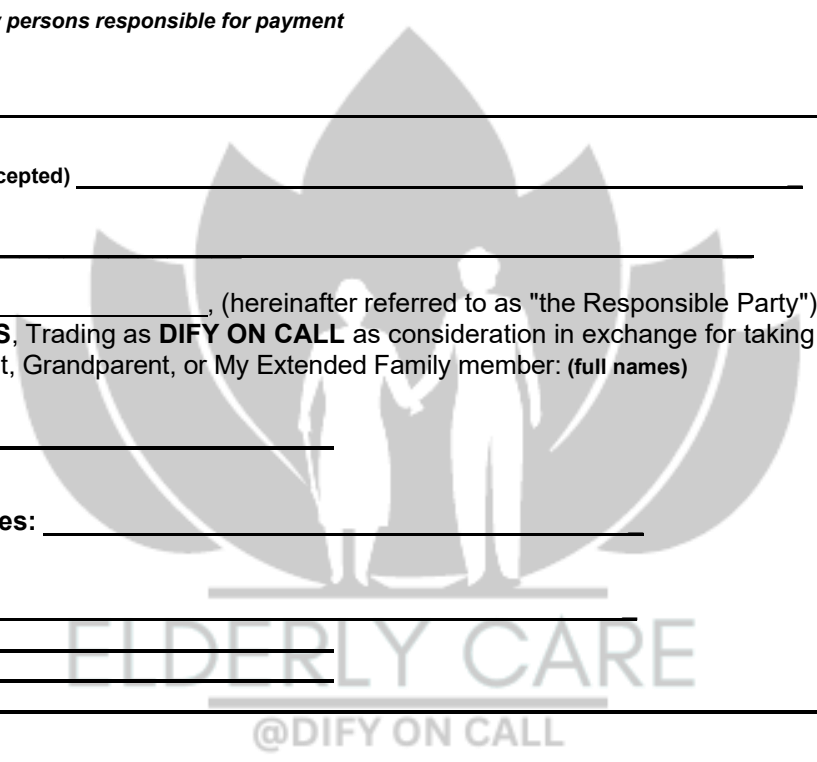 persons responsible for payment
cepted)
, (hereinafter referred to as "the Responsible Party")
S, Trading as DIFY ON CALL as consideration in exchange for taking
t, Grandparent, or My Extended Family member: (full names)
es:
ELDERLY CARE
@DIFY ON CALL